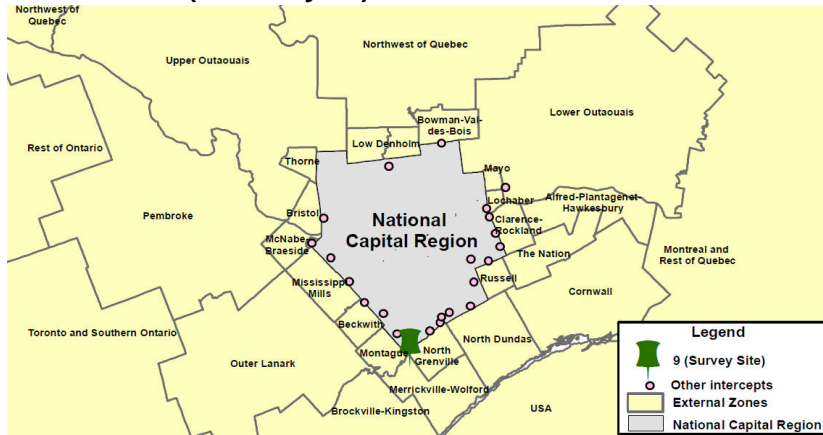 Northwest of
Quebec
Northwest of Quebec
Upper Outaouais
Bowman-Val-
des-Bois
Lower Outaouais
Low Denholm
Rest of Ontario
Thorne
Mayo
Lochaber
Alfred-Plantagenet-
Hawkesbury
Pembroke
Bristol
National
Capital Region
Clarence-
Rockland
McNabe-
Braeside
The Nation
Montreal and
Rest of Quebec
Russell
Mississippi
Mills
Cornwall
Toronto and Southern Ontario
Beckwith
North Dundas
Montague
North
Grenville
Outer Lanark
Merrickville-Wolford
Brockville-Kingston
USA
Legend
9 (Survey Site)
Other intercepts
External Zones
National Capital Region